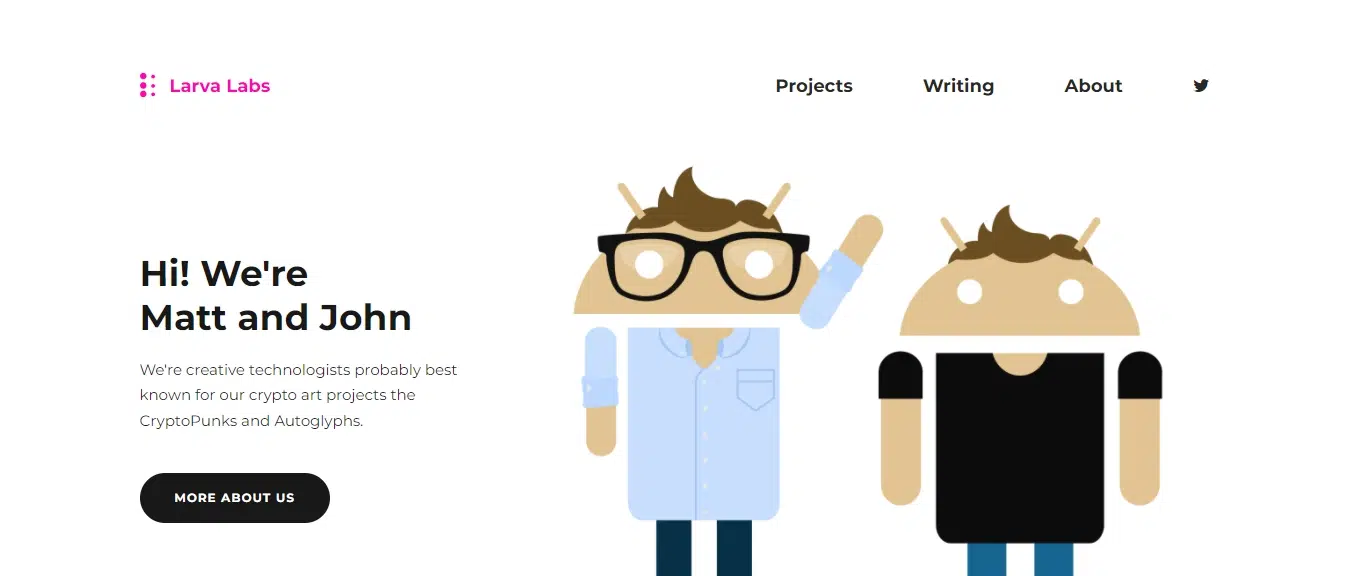 Larva Labs
Projects
Writing
About
Hi! We're
Matt and John
We're creative technologists probably best
known for our crypto art projects the
CryptoPunks and Autoglyphs.
MORE ABOUT US